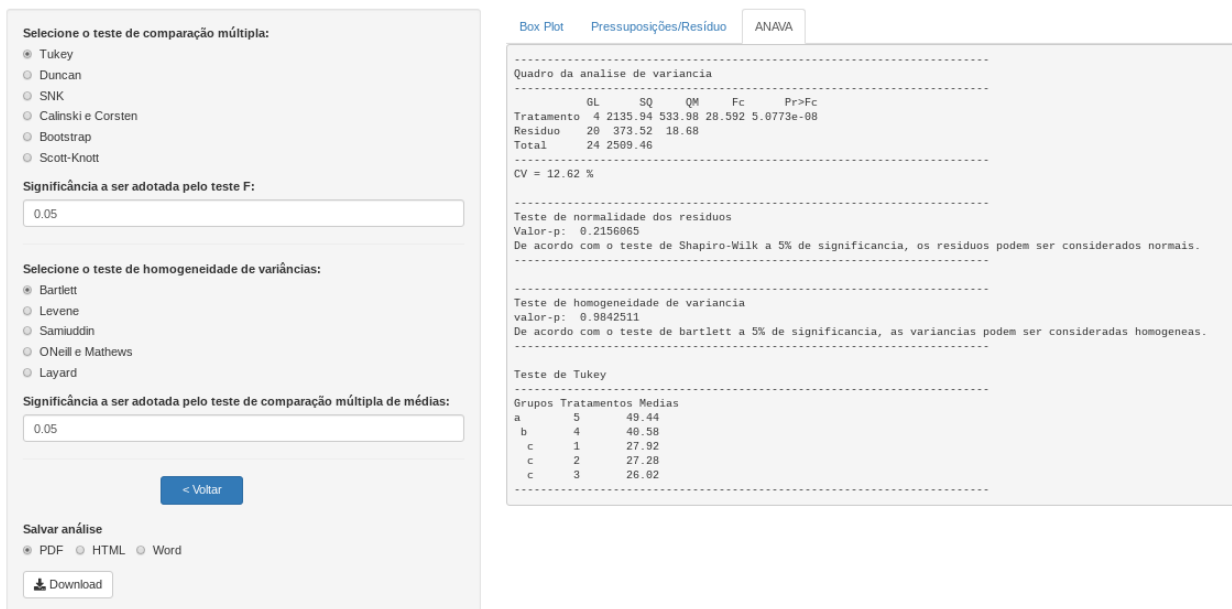 Selecione o teste de comparação múltipla:
Tukey
Duncan
SNK
Calinski e Corsten
Bootstrap
Scott-Knott
Significância a ser adotada pelo teste F:
0.05
Selecione o teste de homogeneidade de variâncias:
Bartlett
Levene
Samiuddin
ONeill e Mathews
Layard
Significância a ser adotada pelo teste de comparação múltipla de médias:
0.05
< Voltar
Salvar análise
PDF HTML Word
Download
Box Plot Pressuposições/Resíduo ANAVA
------------------------------------------------------------------------
Quadro da analise de variancia
------------------------------------------------------------------------
GL SQ QM Fc Pr>Fc
Tratamento 4 2135.94 533.98 28.592 5.0773e-08
Residuo 20 373.52 18.68
Total 24 2509.46
------------------------------------------------------------------------
CV = 12.62 %
------------------------------------------------------------------------
Teste de normalidade dos residuos
Valor-p: 0.2156065
De acordo com o teste de Shapiro-Wilk a 5% de significancia, os residuos podem ser considerados normais.
------------------------------------------------------------------------
------------------------------------------------------------------------
Teste de homogeneidade de variancia
valor-p: 0.9842511
De acordo com o teste de bartlett a 5% de significancia, as variancias podem ser consideradas homogeneas.
------------------------------------------------------------------------
Teste de Tukey
------------------------------------------------------------------------
Grupos Tratamentos Medias
a 5 49.44
b 4 40.58
c 1 27.92
c 2 27.28
c 3 26.02
------------------------------------------------------------------------